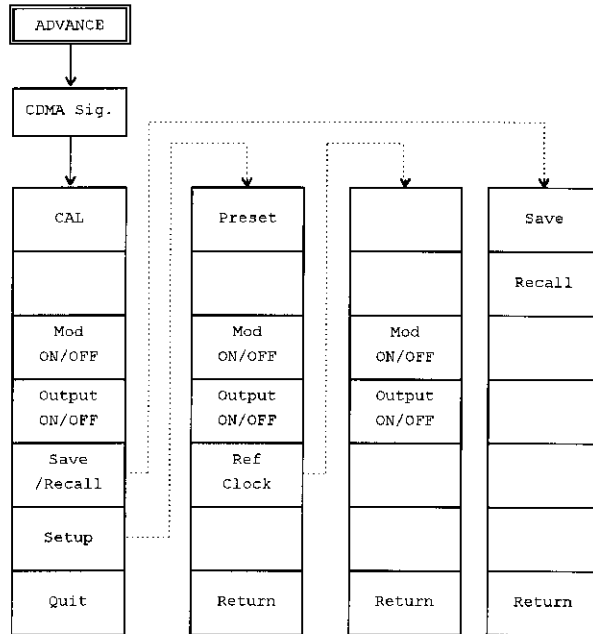 ADVANCE
CDMA Sig.
CAL
Mod
ON/OFF
Output
ON/OFF
Save
/Recall
Setup
Quit
Preset
Mod
ON/OFF
Output
ON/OFF
Ref
Clock
Return
Mod
ON/OFF
Output
ON/OFF
Return
Save
Recall
Return